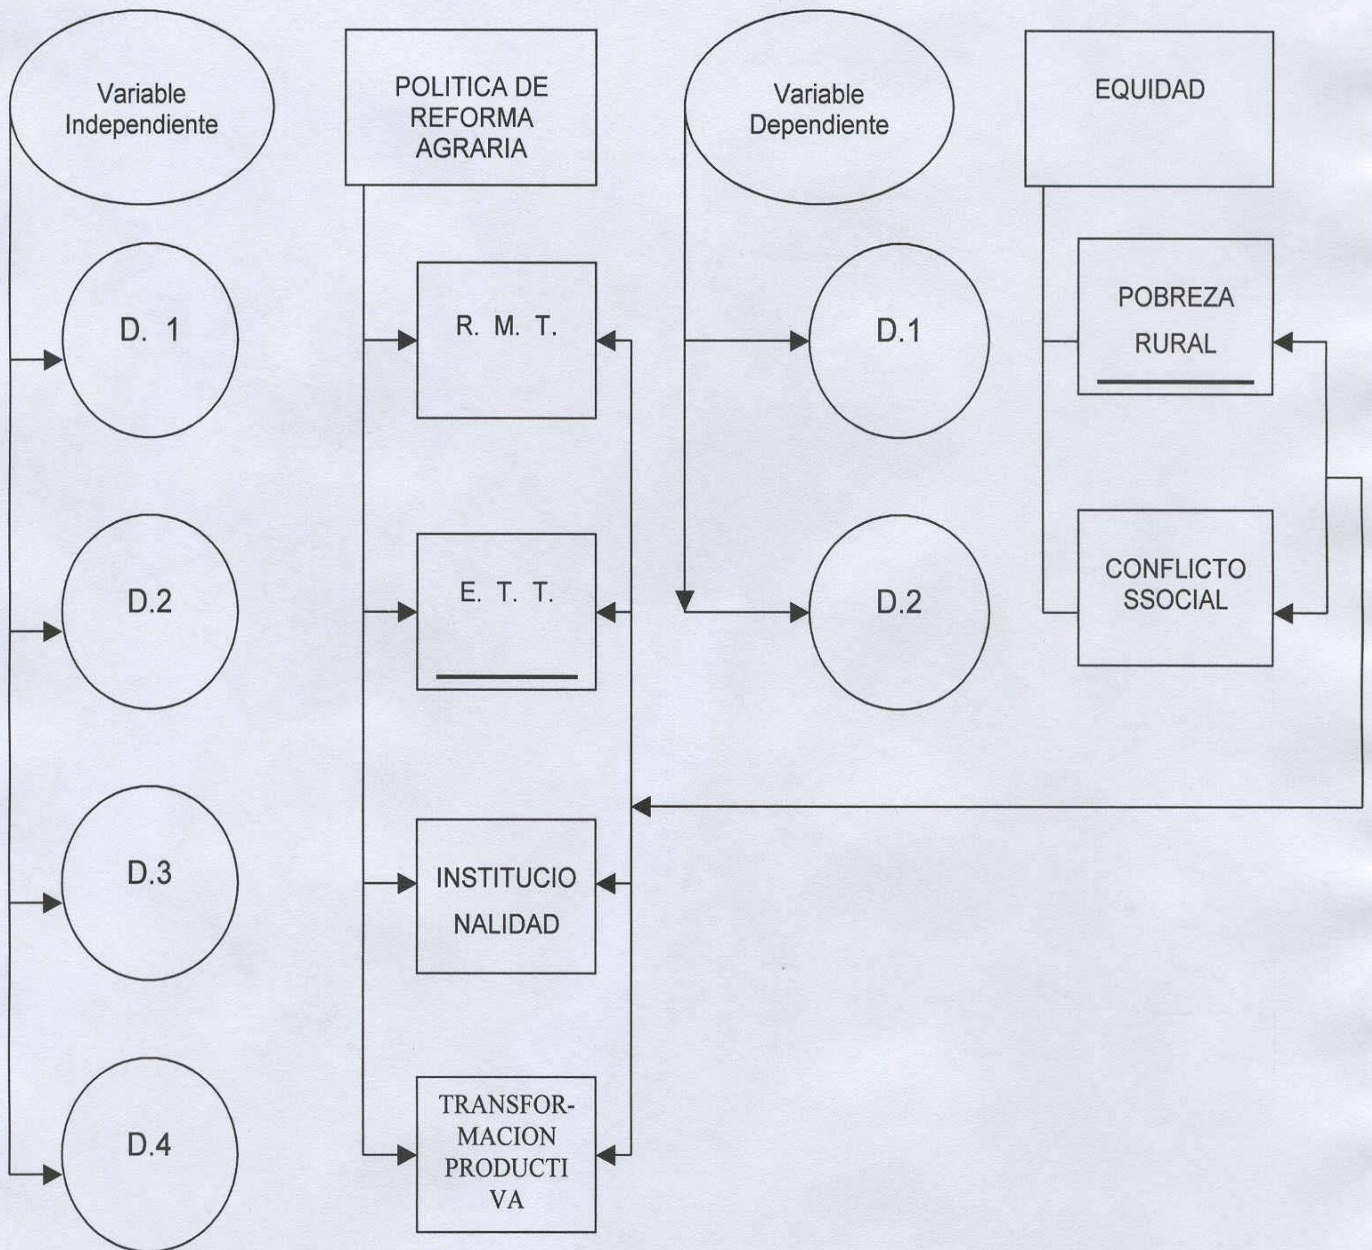 Variable
Independiente
POLITICA DE
REFORMA
AGRARIA
Variable
Dependiente
EQUIDAD
D. 1
R. M. T.
D.1
POBREZA
RURAL
D.2
E. T. T.
D.2
CONFLICTO
SSOCIAL
D.3
INSTITUCIO
NALIDAD
D.4
TRANSFOR-
MACION
PRODUCTI
VA